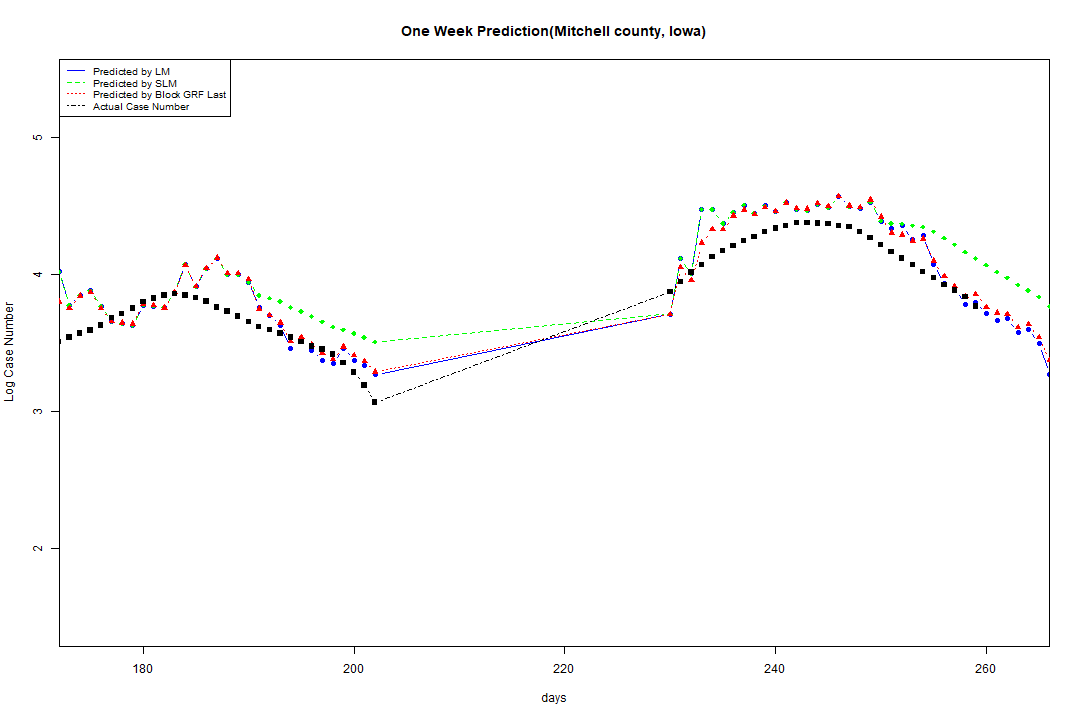 One Week Prediction(Mitchell county, Iowa)
Predicted by LM
Predicted by SLM
Predicted by Block GRF Last
Actual Case Number
5
4
3
2
Log Case Number
180 200 220 240 260
days